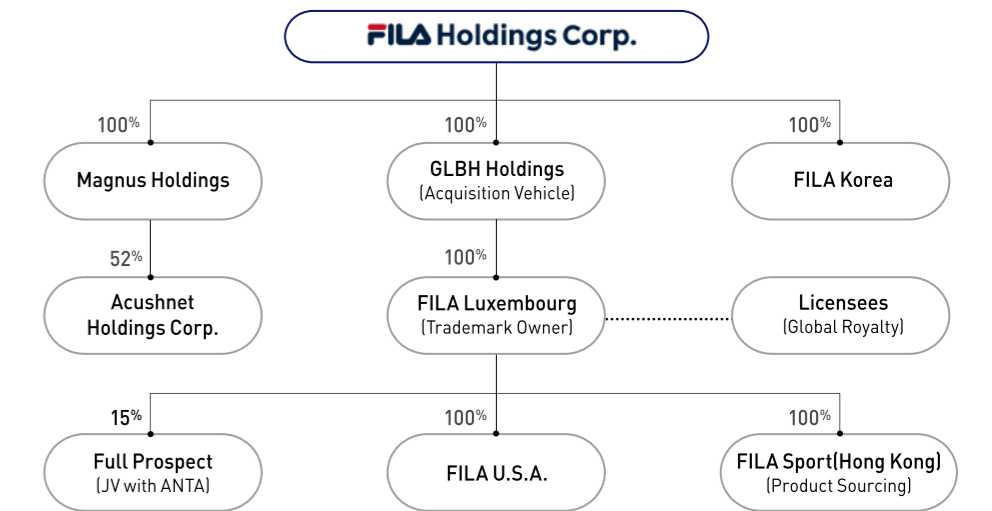 FILA Holdings Corp.
100%
100%
100%
Magnus Holdings
GLBH Holdings
(Acquisition Vehicle)
FILA Korea
52%
100%
Acushnet
Holdings Corp.
FILA Luxembourg
(Trademark Owner)
Licensees
(Global Royalty)
15%
100%
100%
Full Prospect
(JV with ANTA)
FILA U.S.A.
FILA Sport(Hong Kong)
(Product Sourcing)